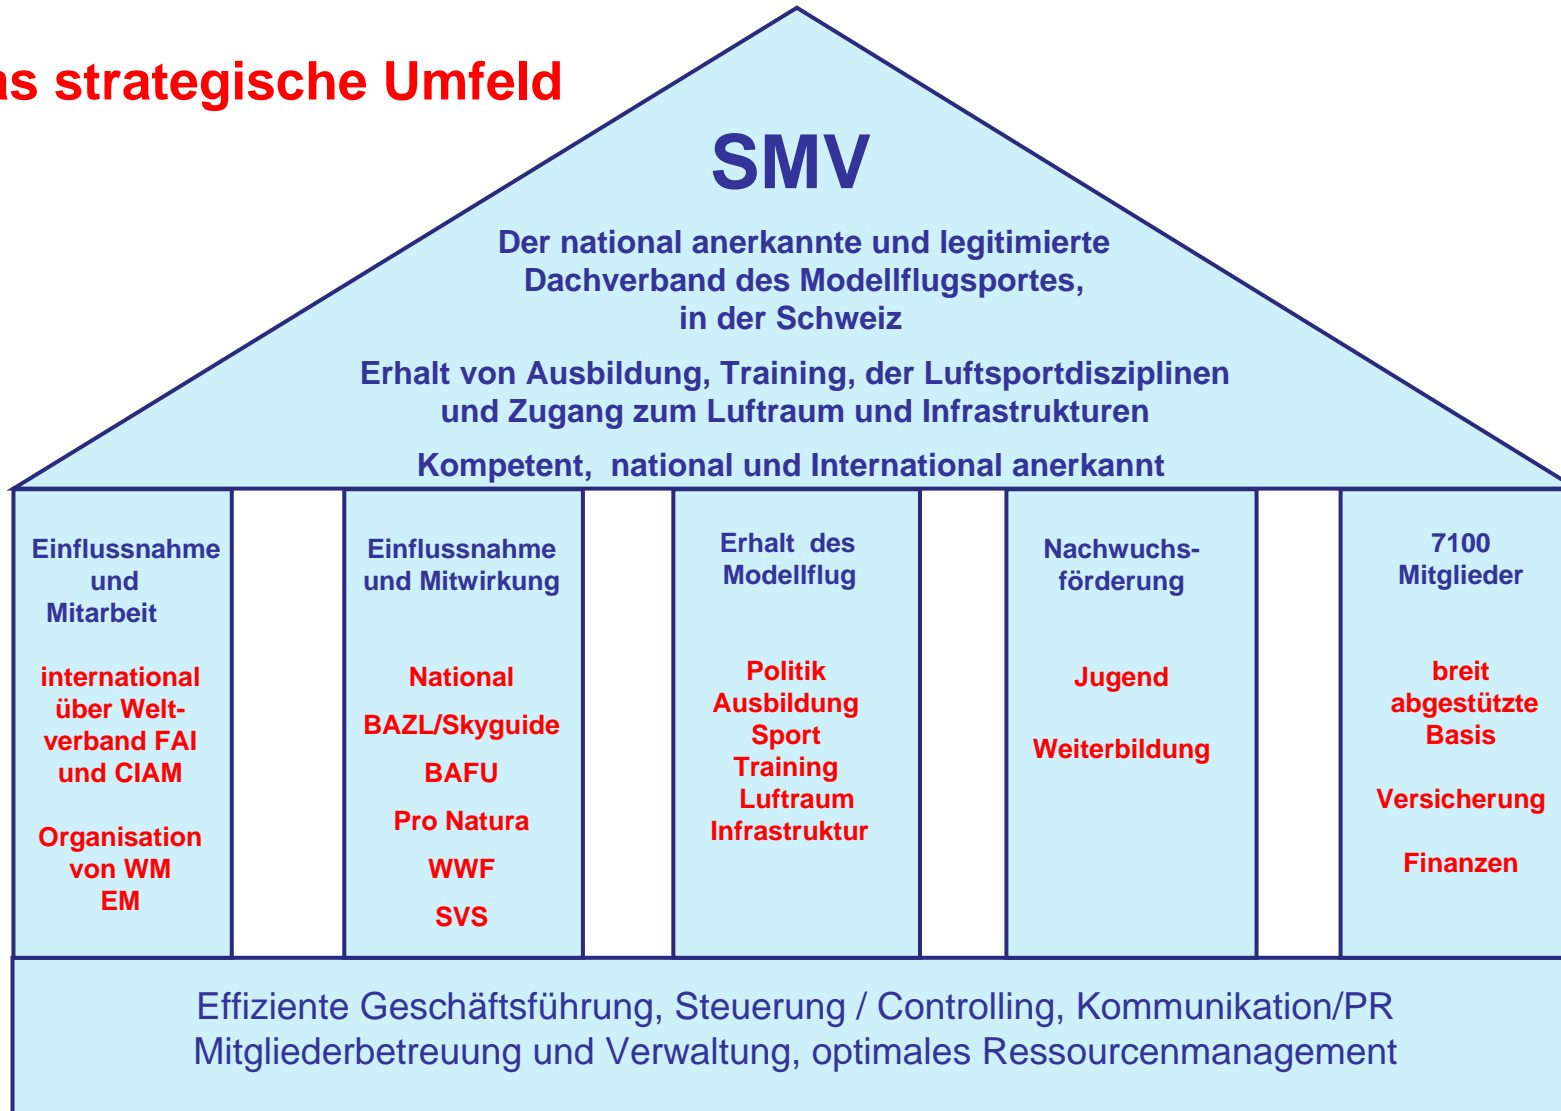 as strategische Umfeld
SMV
Der national anerkannte und legitimierte
Dachverband des Modellflugsportes,
in der Schweiz
Erhalt von Ausbildung, Training, der Luftsportdisziplinen
und Zugang zum Luftraum und Infrastrukturen
Kompetent, national und International anerkannt
Einflussnahme
und
Mitarbeit
international
über Welt-
verband FAI
und CIAM
Organisation
von WM
EM
Einflussnahme
und Mitwirkung
National
BAZL/Skyguide
BAFU
Pro Natura
WWF
SVS
Erhalt des
Modellflug
Politik
Ausbildung
Sport
Training
Luftraum
Infrastruktur
Nachwuchs-
förderung
Jugend
Weiterbildung
7100
Mitglieder
breit
abgestützte
Basis
Versicherung
Finanzen
Effiziente Geschäftsführung, Steuerung / Controlling, Kommunikation/PR
Mitgliederbetreuung und Verwaltung, optimales Ressourcenmanagement